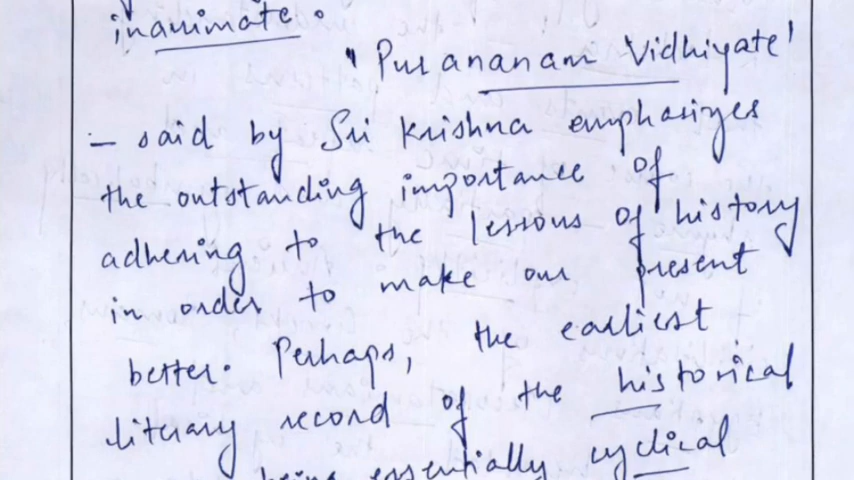 inanimate.
"Purananam Vidhiyate'
– said by Sri Krishna emphasizes
the outstanding importance of
adhering to the lessons of history
in order to make our present
better. Perhaps, the earliest
literary record of the historical
being essentially cyclical